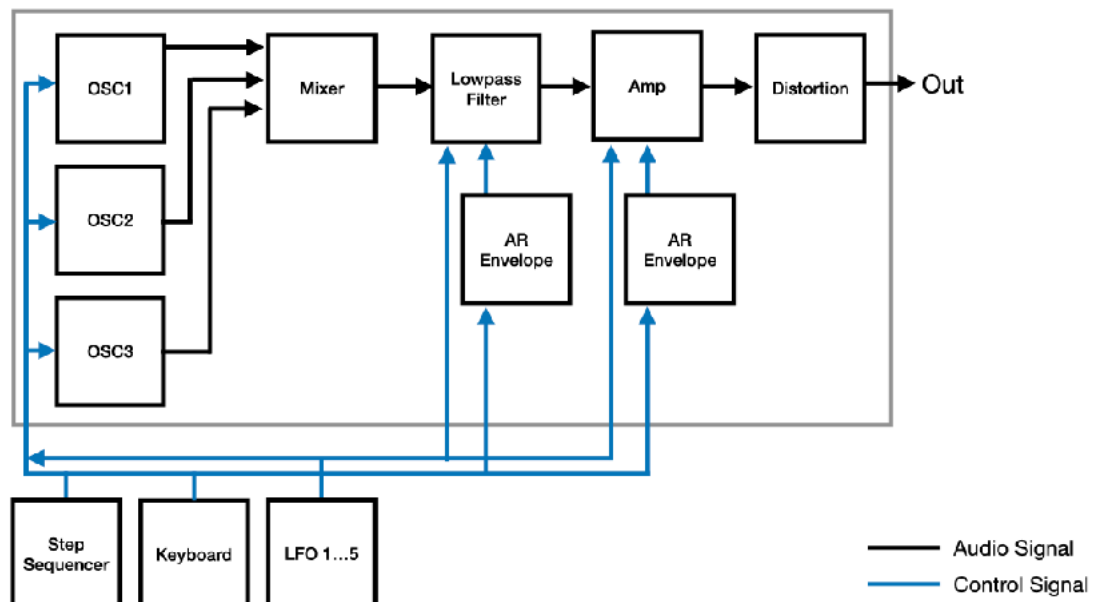 OSC1
Mixer
Lowpass
Filter
Amp
Distortion
Out
OSC2
AR
Envelope
AR
Envelope
OSC3
Step
Sequencer
Keyboard
LFO 1...5
Audio Signal
Control Signal